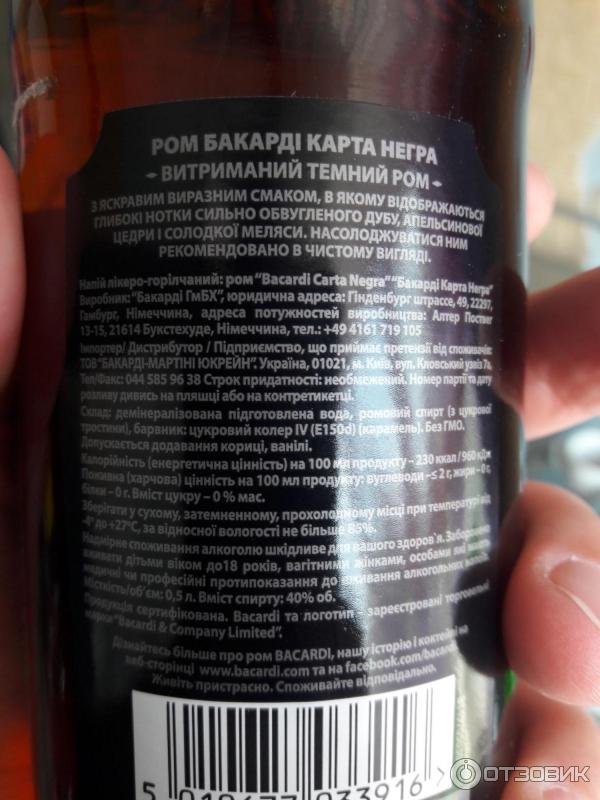 РОМ БАКАРДІ КАРТА НЕГРА
ВИТРИМАНИЙ ТЕМНИЙ РОМ
З ЯСКРАВИМ ВИРАЗНИМ СМАКОМ, В ЯКОМУ ВІДОБРАЖАЮТЬСЯ
ГЛИБОКІ НОТКИ СИЛЬНО ОБВУГЛЕНОГО ДУБУ, АПЕЛЬСИНОВОЇ
ЦЕДРИ І СОЛОДКОЇ МЕЛЯСИ. НАСОЛОДЖУВАТИСЯ НИМ
РЕКОМЕНДОВАНО В ЧИСТОМУ ВИГЛЯДІ.
Напій лікеро-горілчаний: ром "Bacardi Carta Negra" "Бакарді Карта Негра"
Виробник: "Бакарді ГмБХ", юридична адреса: Гінденбург штрассе, 49, 22297,
Гамбург, Німеччина, адреса потужностей виробництва: Алтер Поствег
13-15, 21614 Букстехуде, Німеччина, тел.: +49 4161 719 105
Імпортер/ Дистрибутор / Підприємство, що приймає претензії від споживачів:
ТОВ "БАКАРДІ-МАРТІНІ ЮКРЕЙН". Україна, 01021, м. Київ, вул. Кловський узвіз 7а,
Тел/Факс: 044 585 96 38 Строк придатності: необмежений. Номер партії та дату
розливу дивись на пляшці або на контретикетці.
Склад: демінералізована підготовлена вода, ромовий спирт (з цукрової
тростини), барвник: цукровий колер IV (E150d) (карамель). Без ГМО.
Допускається додавання кориці, ванілі.
Калорійність (енергетична цінність) на 100 мл продукту – 230 ккал / 960 кДж
Поживна (харчова) цінність на 100 мл продукту: вуглеводи –≤ 2 г, жири – 0 г,
білки – 0 г. Вміст цукру – 0 % мас.
Зберігати у сухому, затемненому, прохолодному місці при температурі від
-4° до +27°C, за відносної вологості не більше 85%.
Надмірне споживання алкоголю шкідливе для вашого здоров'я. Заборонено
вживати дітьми віком до18 років, вагітними жінками, особами які мають
медичні чи професійні протипоказання до вживання алкогольних напоїв.
Місткість/об'єм: 0,5 л. Вміст спирту: 40% об.
Продукція сертифікована. Bacardi та логотип – зареєстровані торговельні
марки "Bacardi & Company Limited".
Дізнайтесь більше про ром BACARDI, нашу історію і коктейлі на
веб-сторінці www.bacardi.com та на facebook.com/bacardi
Живіть пристрасно. Споживайте відповідально.
5 010677 033916 >
ОТЗОВИК